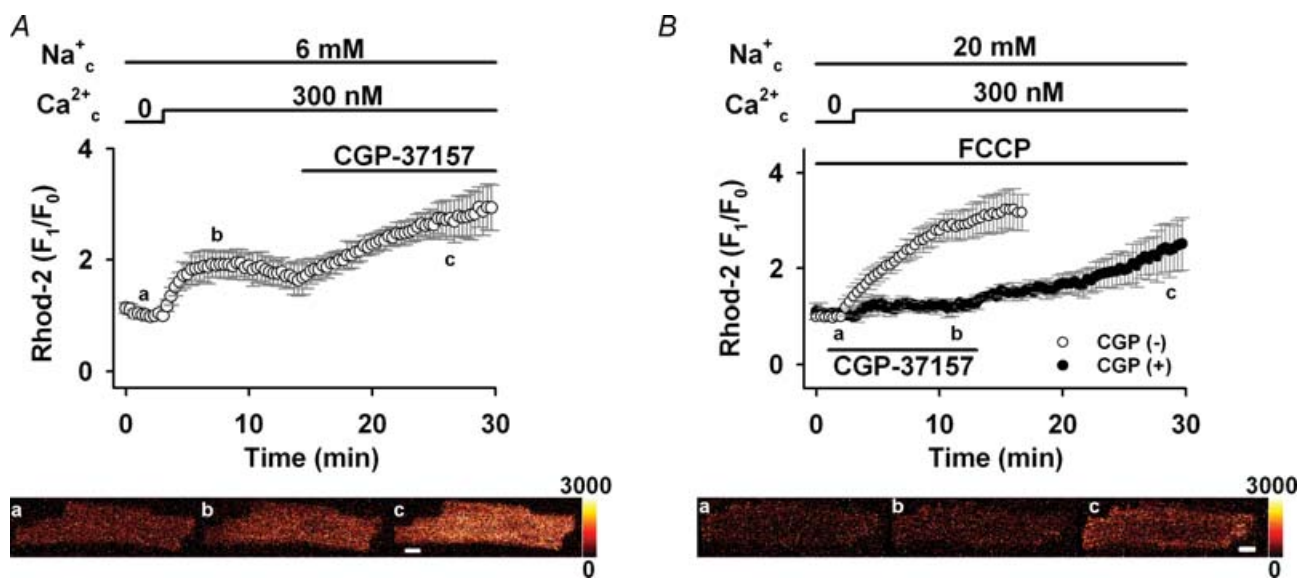 A
Na⁺c 6 mM
Ca²⁺c 0 300 nM
CGP-37157
Rhod-2 (F₁/F₀)
4
2
0
a
b
c
0 10 20 30
Time (min)
a b c
3000
0
B
Na⁺c 20 mM
Ca²⁺c 0 300 nM
FCCP
Rhod-2 (F₁/F₀)
4
2
0
a
b
c
CGP-37157
CGP (-)
CGP (+)
0 10 20 30
Time (min)
a b c
3000
0